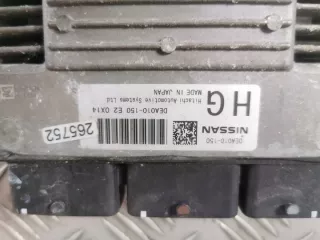 HG
NISSAN
DEA010-150
MADE IN JAPAN
Hitachi Automotive Systems Ltd
DEA010-150 E2 0X14
265752